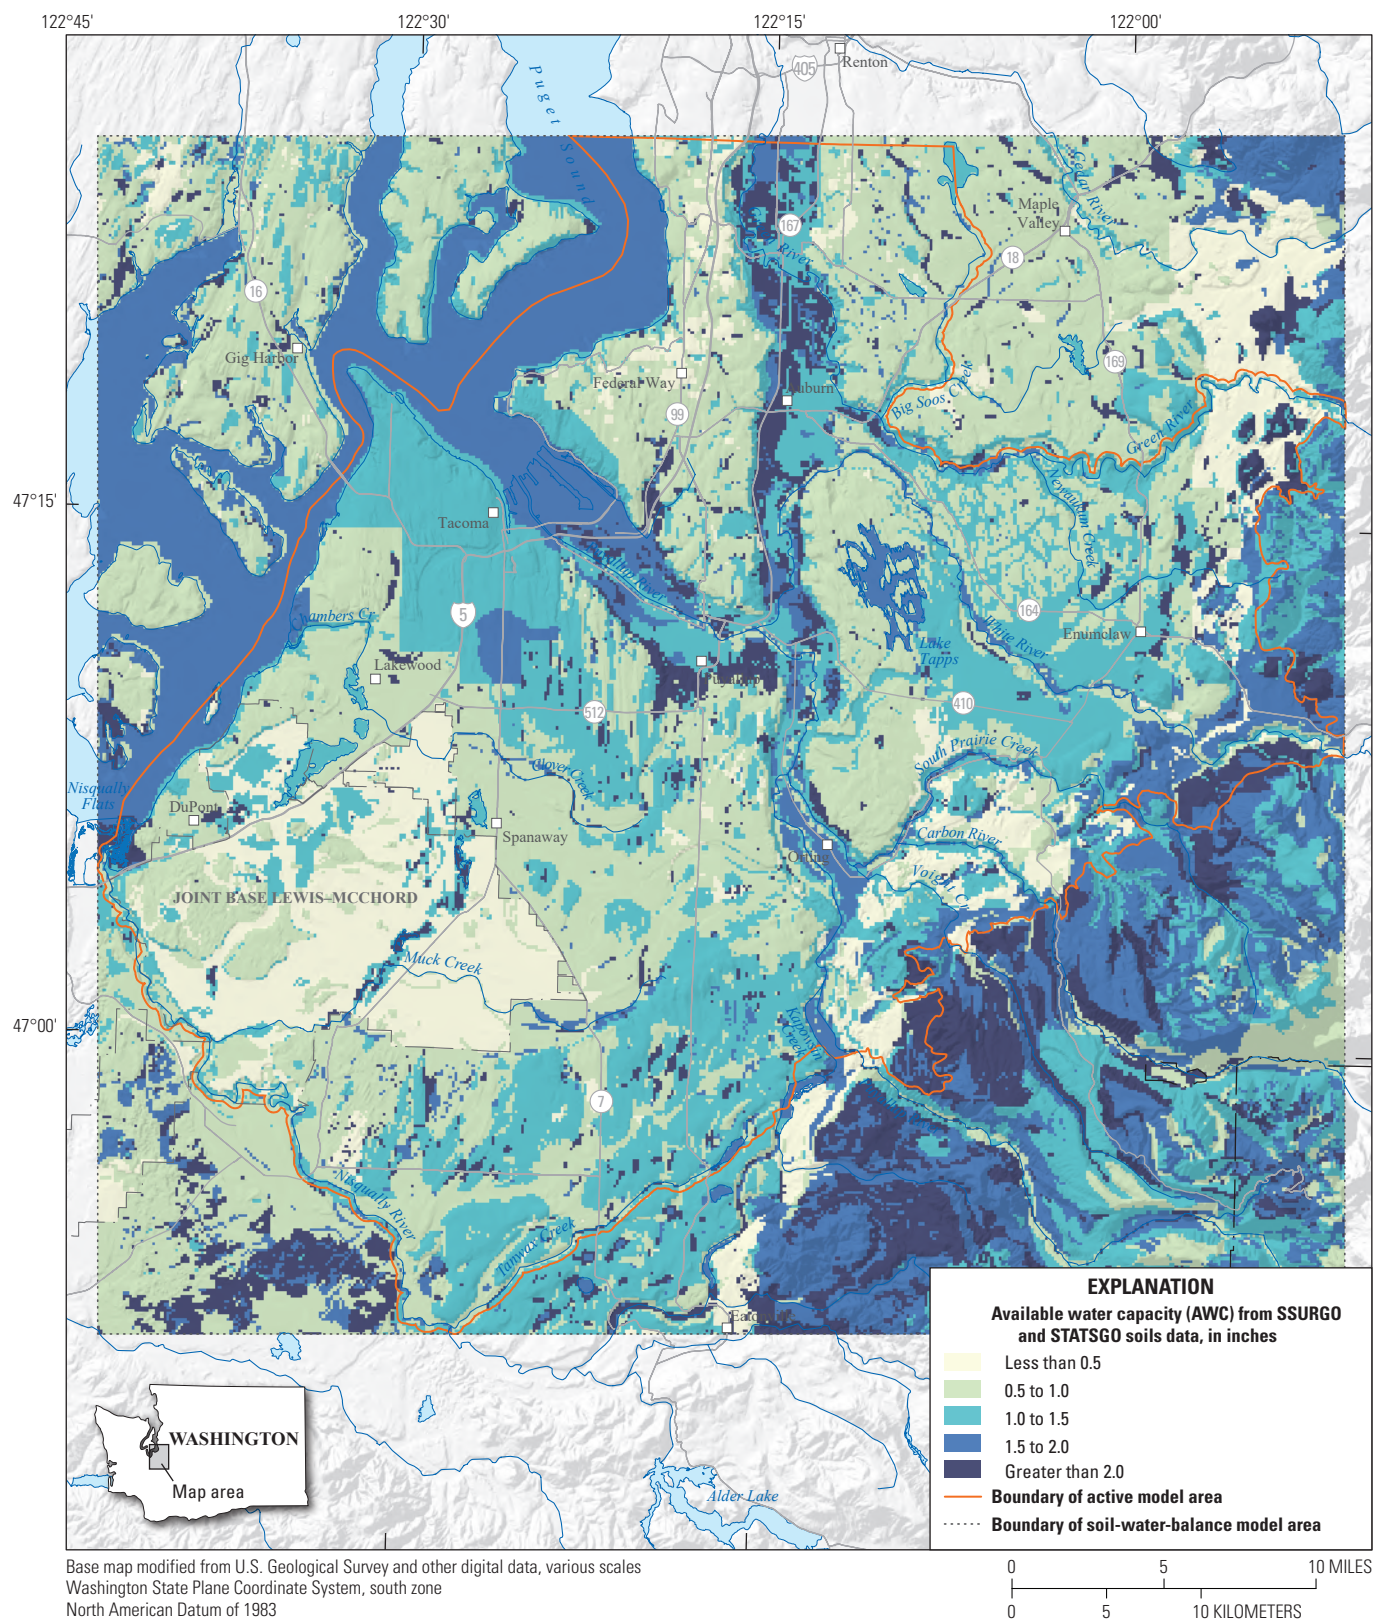 122°45'
122°30'
122°15'
122°00'
Renton
405
Puget Sound
Cedar River
Maple
Valley
167
River
18
16
Gig Harbor
169
Federal Way
99
Auburn
Big Soos Creek
Green River
47°15'
Tacoma
Newaukum Creek
5
Chambers Cr
164
White River
Enumclaw
Lake
Tapps
Lakewood
512
410
South Prairie Creek
Clover Creek
Nisqually
Flats
DuPont
Spanaway
Carbon River
Orting
Voight Cr
JOINT BASE LEWIS–MCCHORD
Muck Creek
47°00'
Kapowsin
Creek
7
Nisqually River
Tanwax Creek
EXPLANATION
Available water capacity (AWC) from SSURGO
and STATSGO soils data, in inches
Less than 0.5
0.5 to 1.0
1.0 to 1.5
1.5 to 2.0
Greater than 2.0
Boundary of active model area
Boundary of soil-water-balance model area
WASHINGTON
Map area
Alder Lake
Base map modified from U.S. Geological Survey and other digital data, various scales
Washington State Plane Coordinate System, south zone
North American Datum of 1983
0 5 10 MILES
0 5 10 KILOMETERS